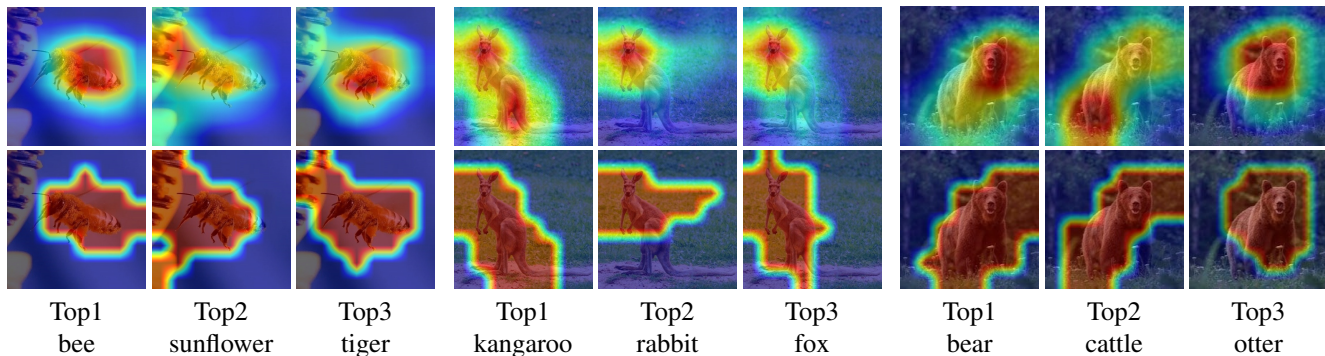 Top1 Top2 Top3 Top1 Top2 Top3 Top1 Top2 Top3
bee sunflower tiger kangaroo rabbit fox bear cattle otter